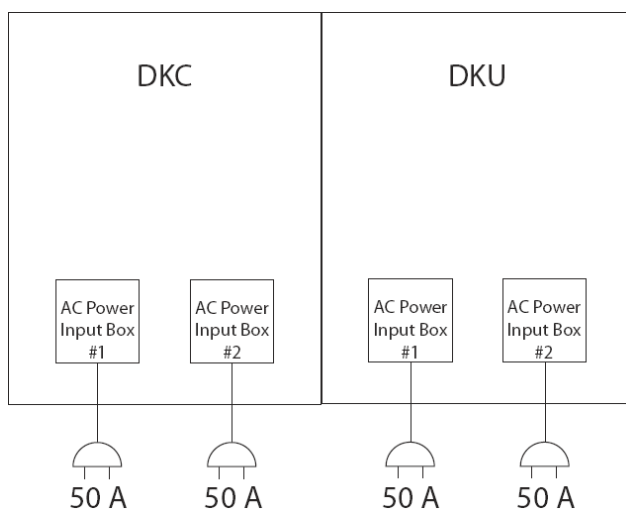 DKC
DKU
AC Power
Input Box
#1
AC Power
Input Box
#2
AC Power
Input Box
#1
AC Power
Input Box
#2
50 A
50 A
50 A
50 A